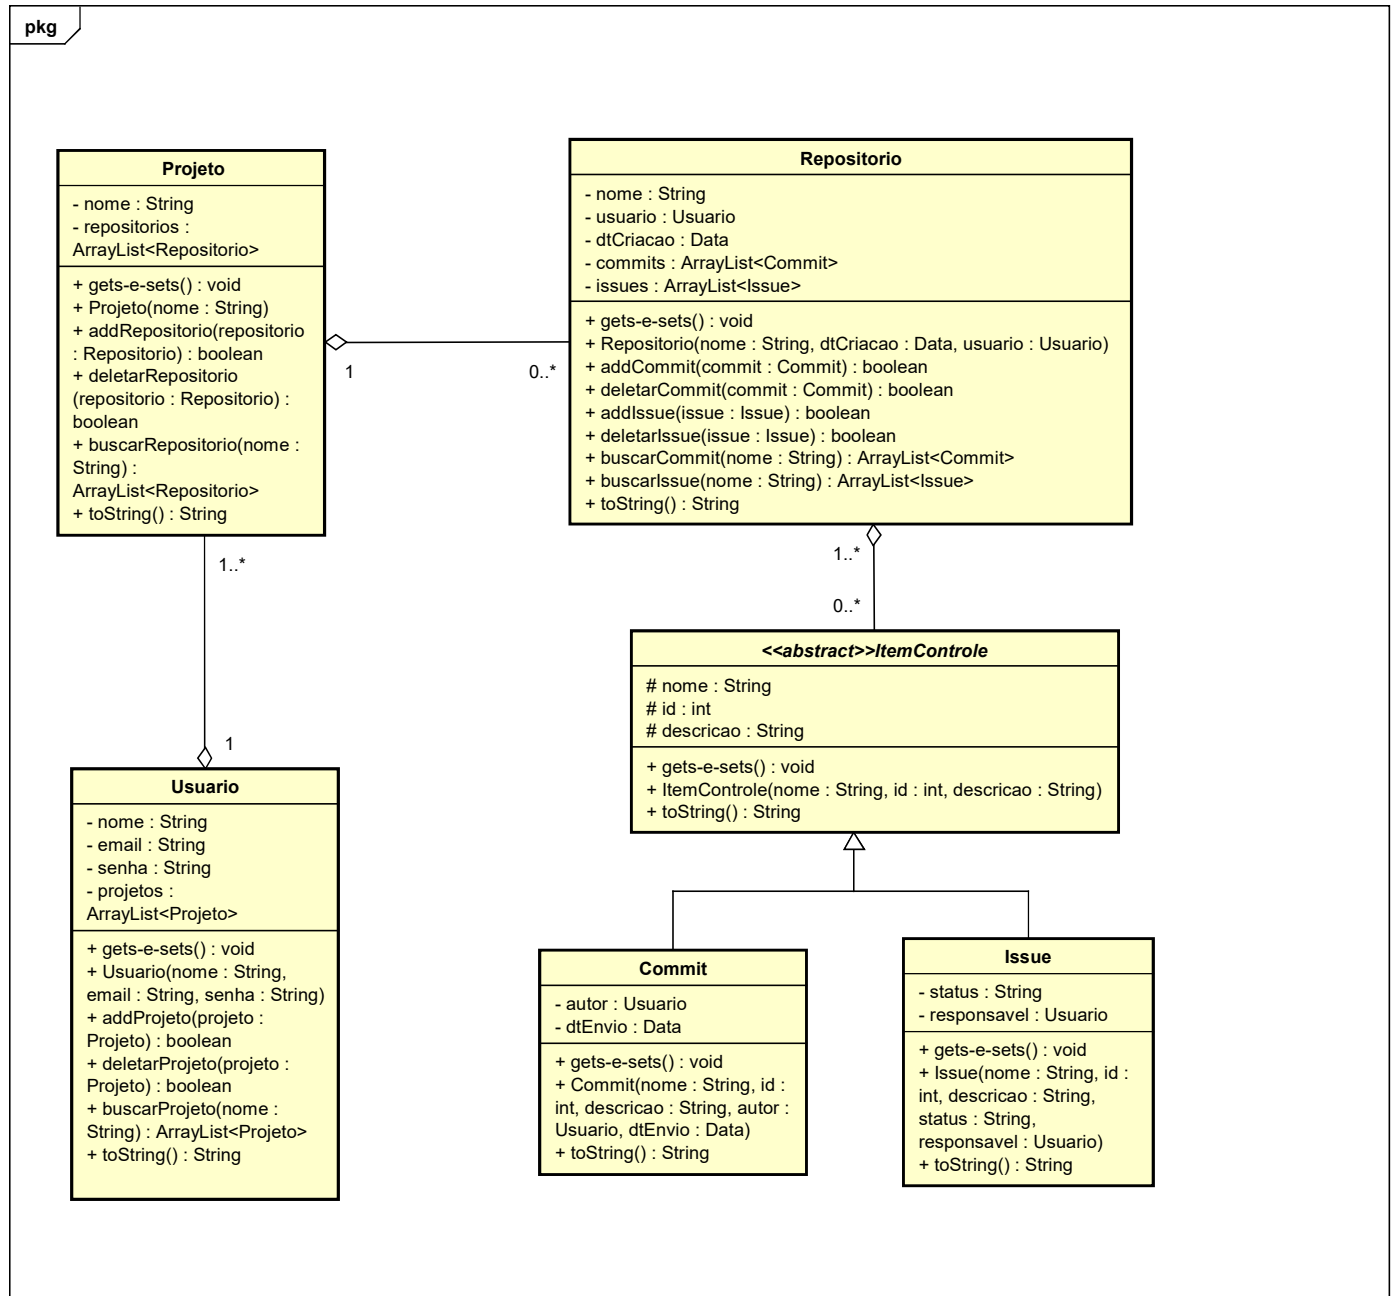 pkg
Projeto
- nome : String
- repositorios :
ArrayList<Repositorio>
+ gets-e-sets() : void
+ Projeto(nome : String)
+ addRepositorio(repositorio
: Repositorio) : boolean
+ deletarRepositorio
(repositorio : Repositorio) :
boolean
+ buscarRepositorio(nome :
String) :
ArrayList<Repositorio>
+ toString() : String
1
0..*
Repositorio
- nome : String
- usuario : Usuario
- dtCriacao : Data
- commits : ArrayList<Commit>
- issues : ArrayList<Issue>
+ gets-e-sets() : void
+ Repositorio(nome : String, dtCriacao : Data, usuario : Usuario)
+ addCommit(commit : Commit) : boolean
+ deletarCommit(commit : Commit) : boolean
+ addIssue(issue : Issue) : boolean
+ deletarIssue(issue : Issue) : boolean
+ buscarCommit(nome : String) : ArrayList<Commit>
+ buscarIssue(nome : String) : ArrayList<Issue>
+ toString() : String
1..*
0..*
1..*
1
<<abstract>>ItemControle
# nome : String
# id : int
# descricao : String
+ gets-e-sets() : void
+ ItemControle(nome : String, id : int, descricao : String)
+ toString() : String
Usuario
- nome : String
- email : String
- senha : String
- projetos :
ArrayList<Projeto>
+ gets-e-sets() : void
+ Usuario(nome : String,
email : String, senha : String)
+ addProjeto(projeto :
Projeto) : boolean
+ deletarProjeto(projeto :
Projeto) : boolean
+ buscarProjeto(nome :
String) : ArrayList<Projeto>
+ toString() : String
Commit
- autor : Usuario
- dtEnvio : Data
+ gets-e-sets() : void
+ Commit(nome : String, id :
int, descricao : String, autor :
Usuario, dtEnvio : Data)
+ toString() : String
Issue
- status : String
- responsavel : Usuario
+ gets-e-sets() : void
+ Issue(nome : String, id :
int, descricao : String,
status : String,
responsavel : Usuario)
+ toString() : String